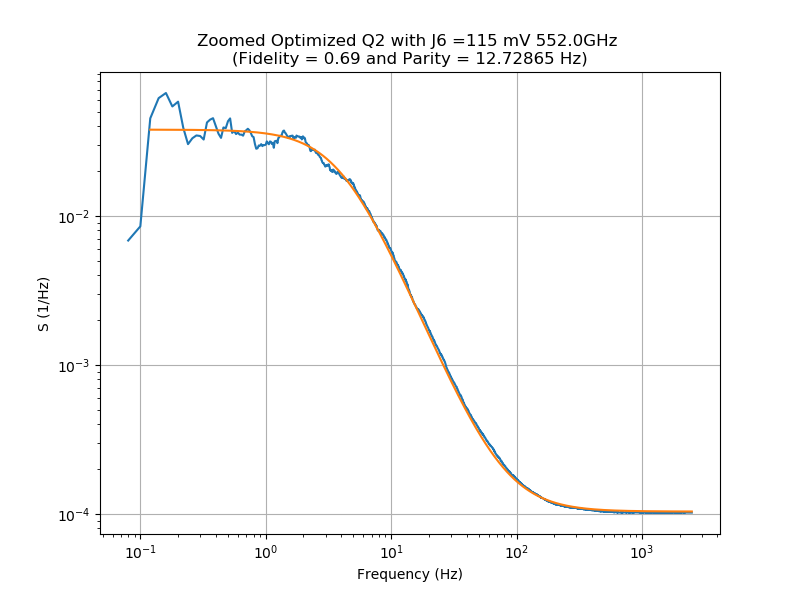 Zoomed Optimized Q2 with J6 =115 mV 552.0GHz
(Fidelity = 0.69 and Parity = 12.72865 Hz)
S (1/Hz)
10⁻²
10⁻³
10⁻⁴
10⁻¹ 10⁰ 10¹ 10² 10³
Frequency (Hz)